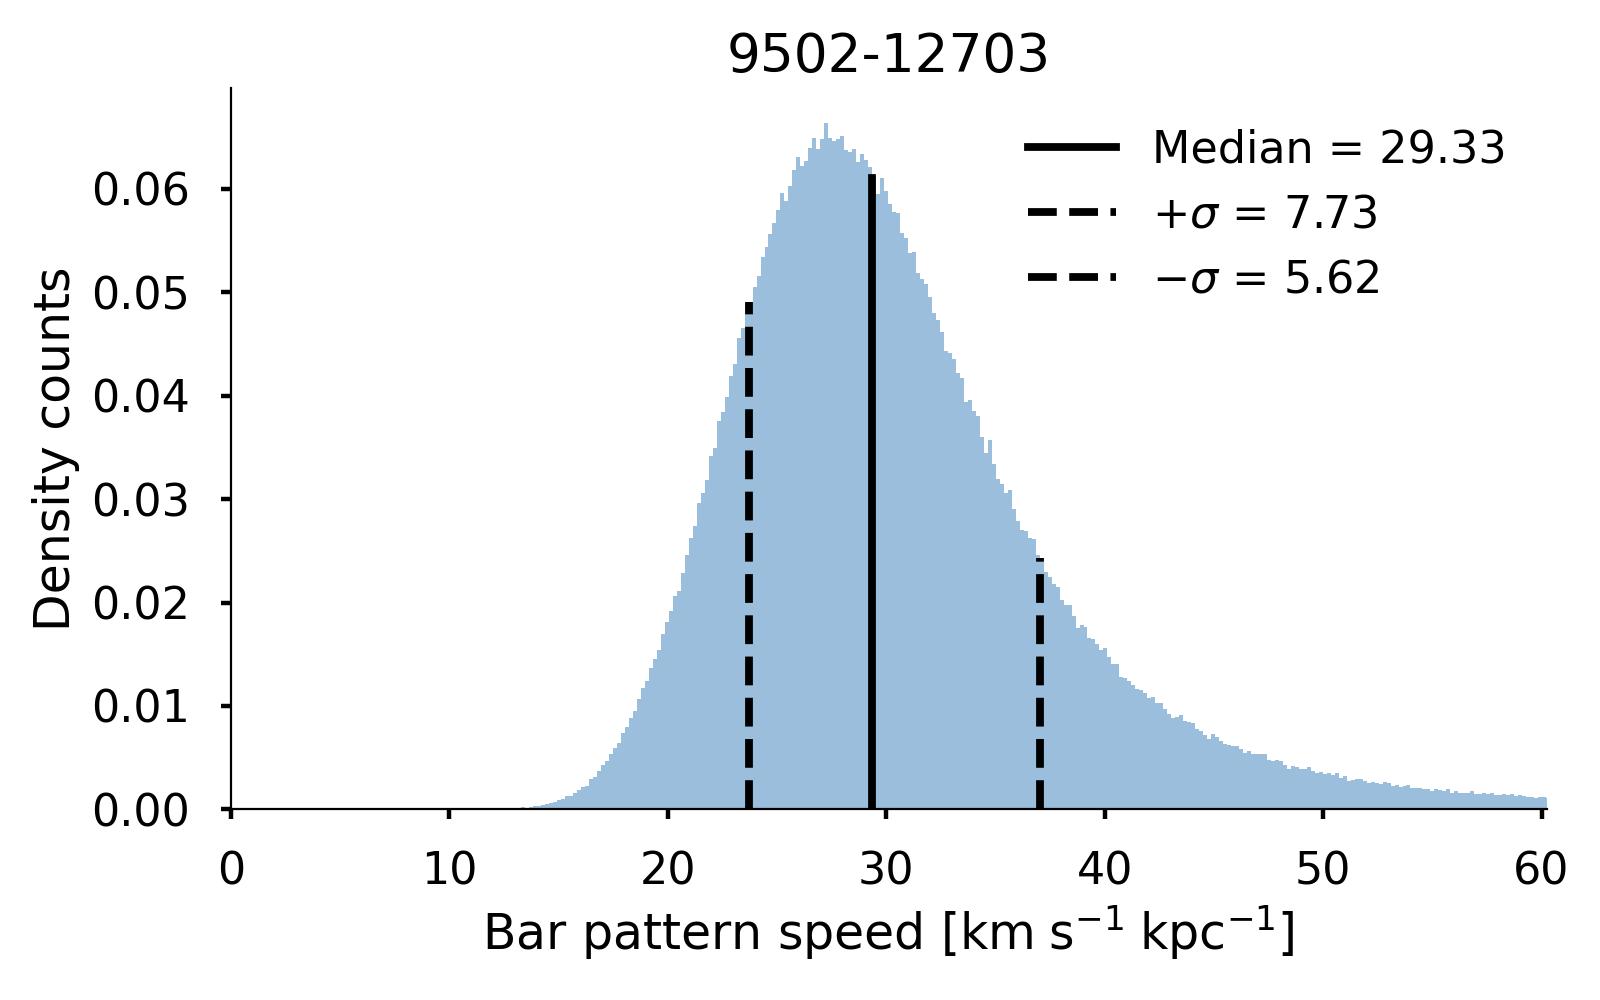 9502-12703
Median = 29.33
+σ = 7.73
−σ = 5.62
Density counts
0.06
0.05
0.04
0.03
0.02
0.01
0.00
0 10 20 30 40 50 60
Bar pattern speed [km s⁻¹ kpc⁻¹]